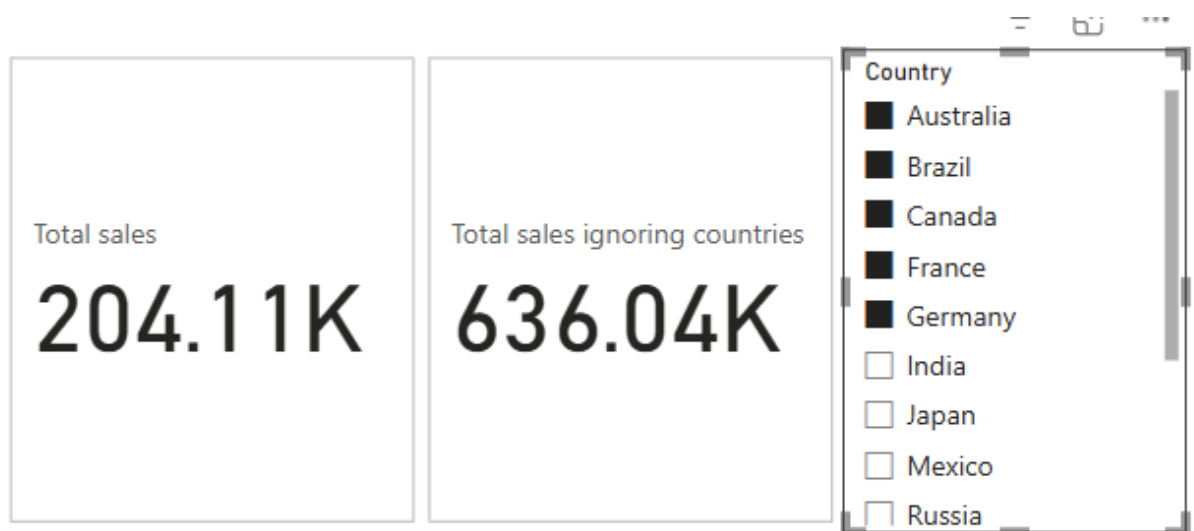 Total sales
204.11K
Total sales ignoring countries
636.04K
Country
Australia
Brazil
Canada
France
Germany
India
Japan
Mexico
Russia